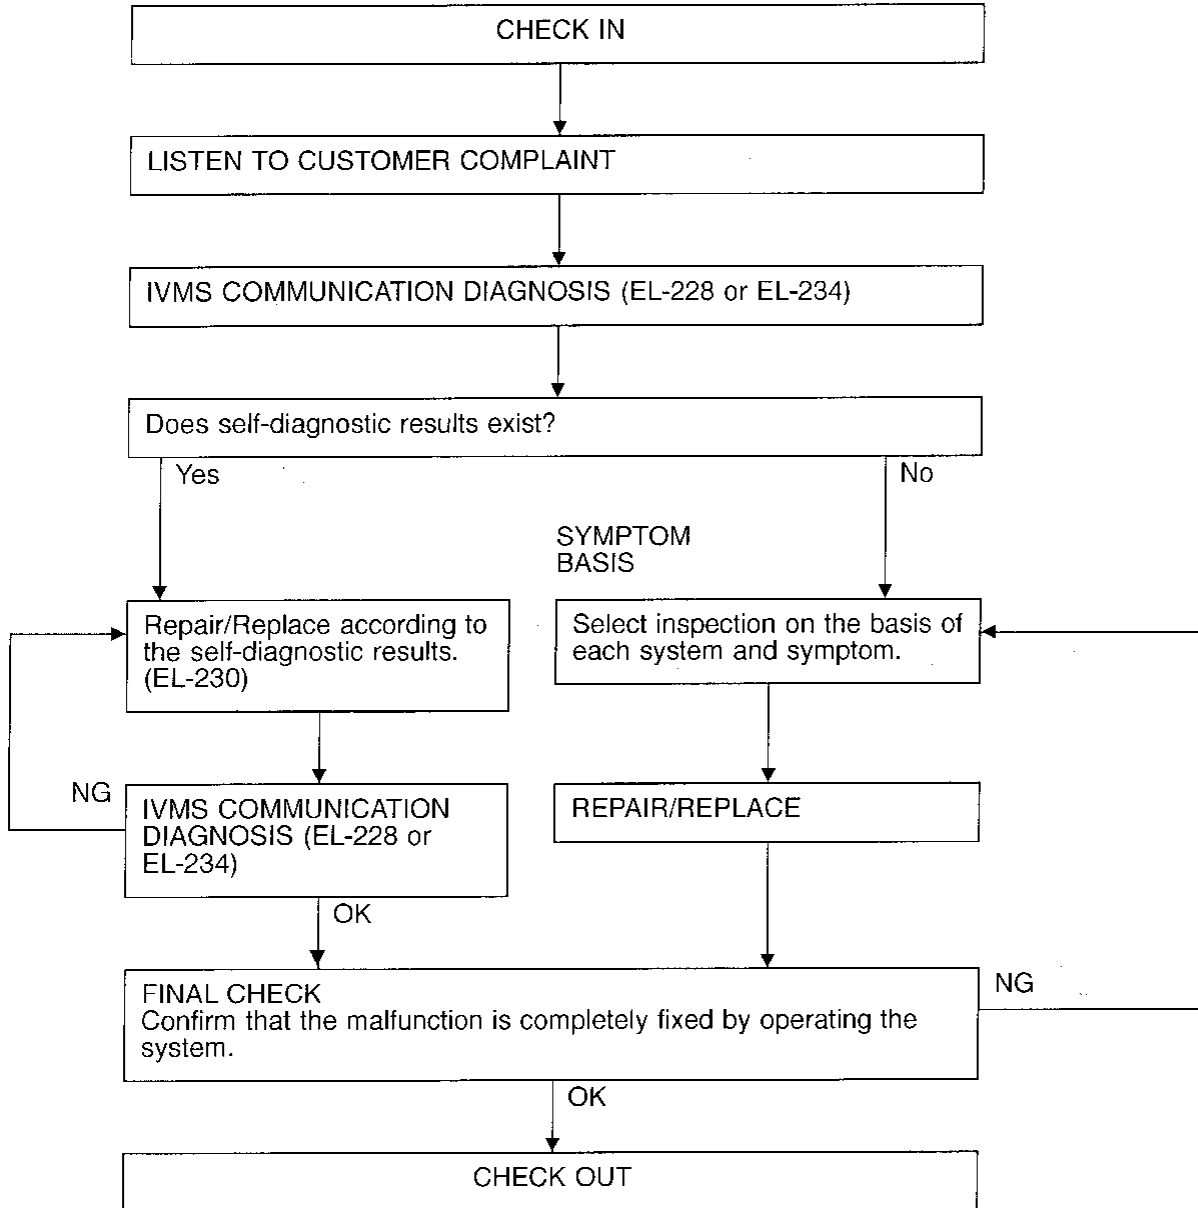 CHECK IN
LISTEN TO CUSTOMER COMPLAINT
IVMS COMMUNICATION DIAGNOSIS (EL-228 or EL-234)
Does self-diagnostic results exist?
Yes
No
SYMPTOM
BASIS
Repair/Replace according to
the self-diagnostic results.
(EL-230)
Select inspection on the basis of
each system and symptom.
NG
IVMS COMMUNICATION
DIAGNOSIS (EL-228 or
EL-234)
REPAIR/REPLACE
OK
FINAL CHECK
Confirm that the malfunction is completely fixed by operating the
system.
NG
OK
CHECK OUT